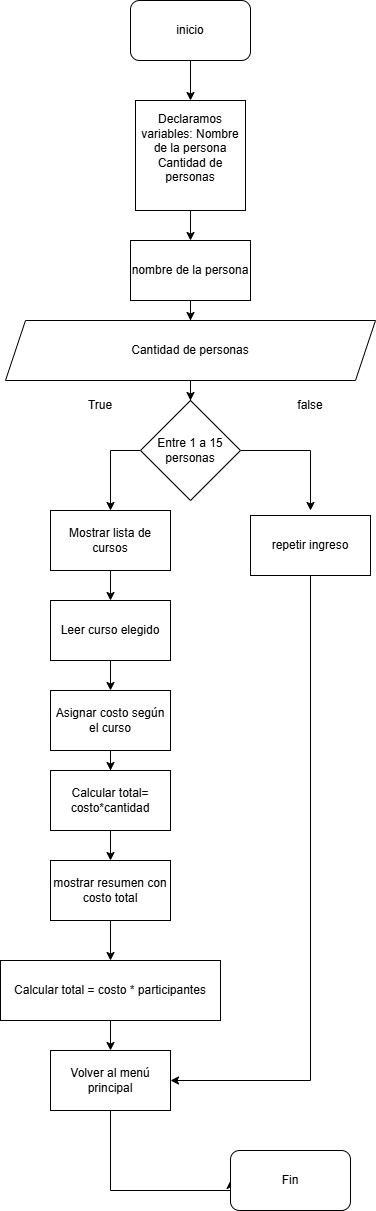 inicio
Declaramos
variables: Nombre
de la persona
Cantidad de
personas
nombre de la persona
Cantidad de personas
True
false
Entre 1 a 15
personas
Mostrar lista de
cursos
repetir ingreso
Leer curso elegido
Asignar costo según
el curso
Calcular total=
costo*cantidad
mostrar resumen con
costo total
Calcular total = costo * participantes
Volver al menú
principal
Fin